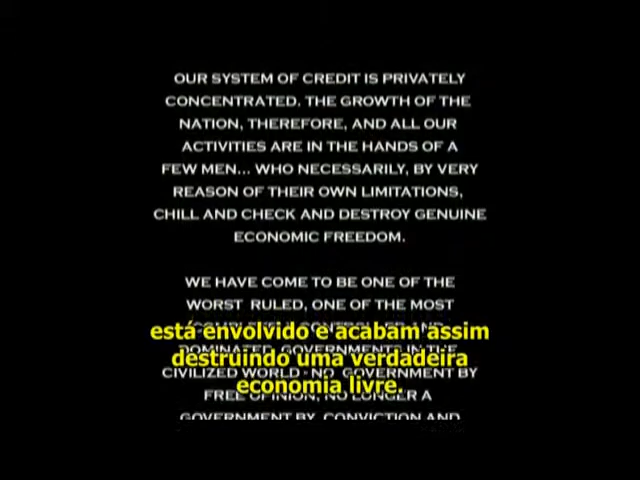 OUR SYSTEM OF CREDIT IS PRIVATELY
CONCENTRATED. THE GROWTH OF THE
NATION, THEREFORE, AND ALL OUR
ACTIVITIES ARE IN THE HANDS OF A
FEW MEN... WHO NECESSARILY, BY VERY
REASON OF THEIR OWN LIMITATIONS,
CHILL AND CHECK AND DESTROY GENUINE
ECONOMIC FREEDOM.
WE HAVE COME TO BE ONE OF THE
WORST RULED, ONE OF THE MOST
está envolvido e acabam assim
DOMINATED, GOVERNMENTS IN THE
destruindo uma verdadeira
CIVILIZED WORLD - NO GOVERNMENT BY
economia livre.
FREE OPINION, NO LONGER A
GOVERNMENT BY CONVICTION AND